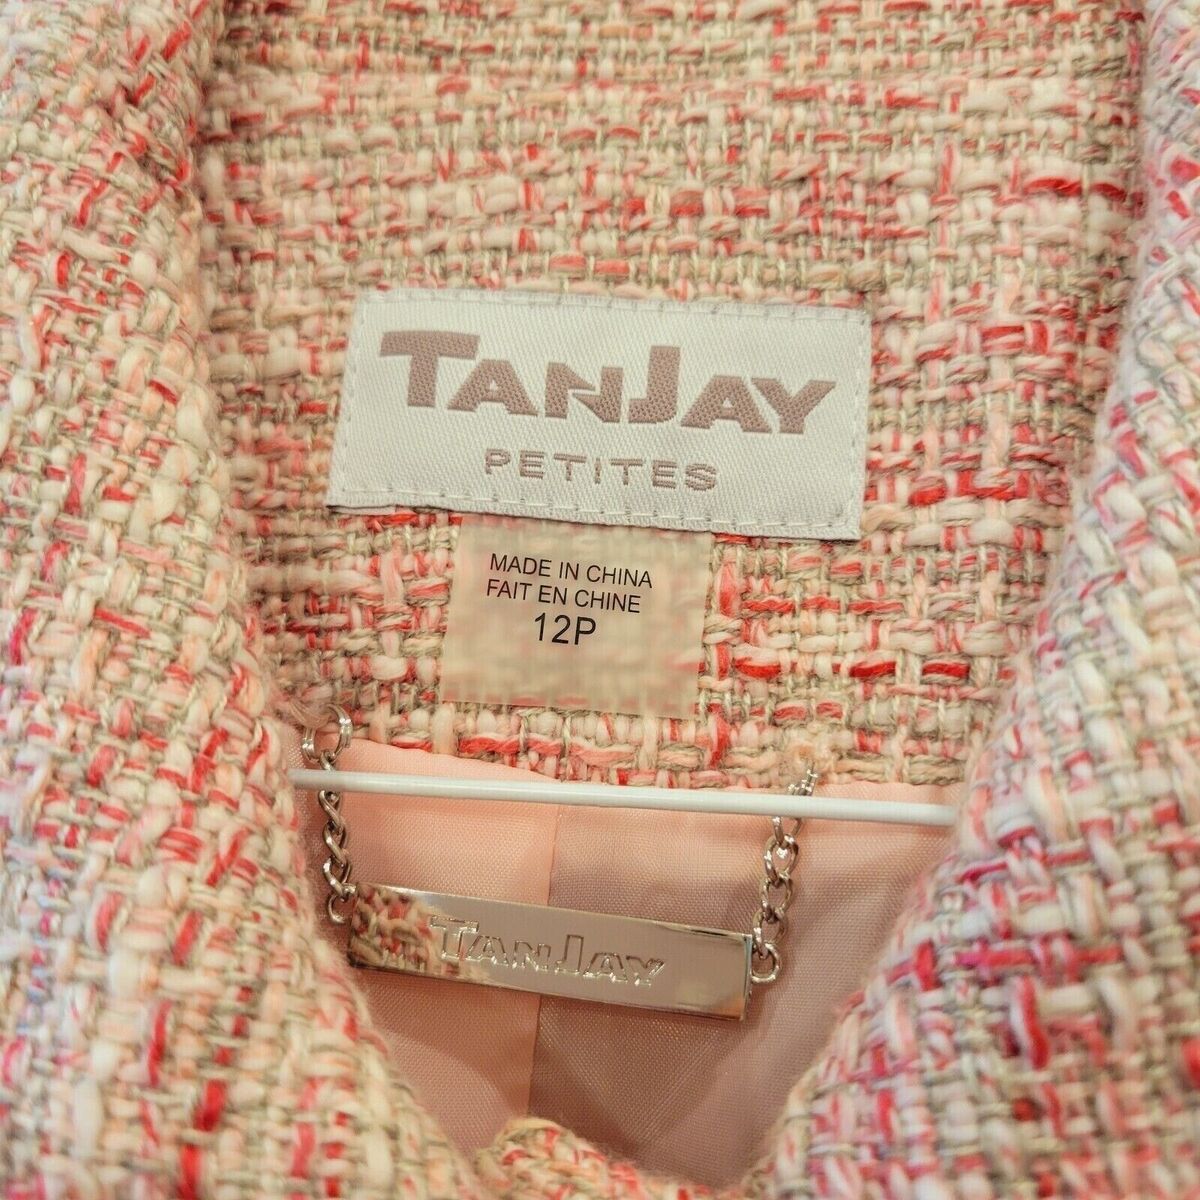 TANJAY
PETITES
MADE IN CHINA
FAIT EN CHINE
12P
TANJAY